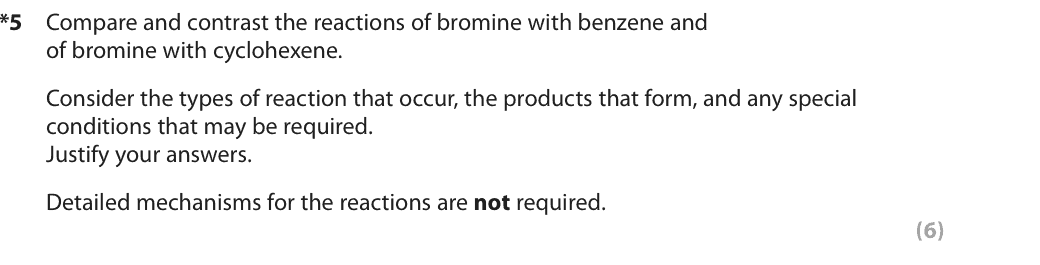 *5 Compare and contrast the reactions of bromine with benzene and
of bromine with cyclohexene.
Consider the types of reaction that occur, the products that form, and any special
conditions that may be required.
Justify your answers.
Detailed mechanisms for the reactions are not required.
(6)